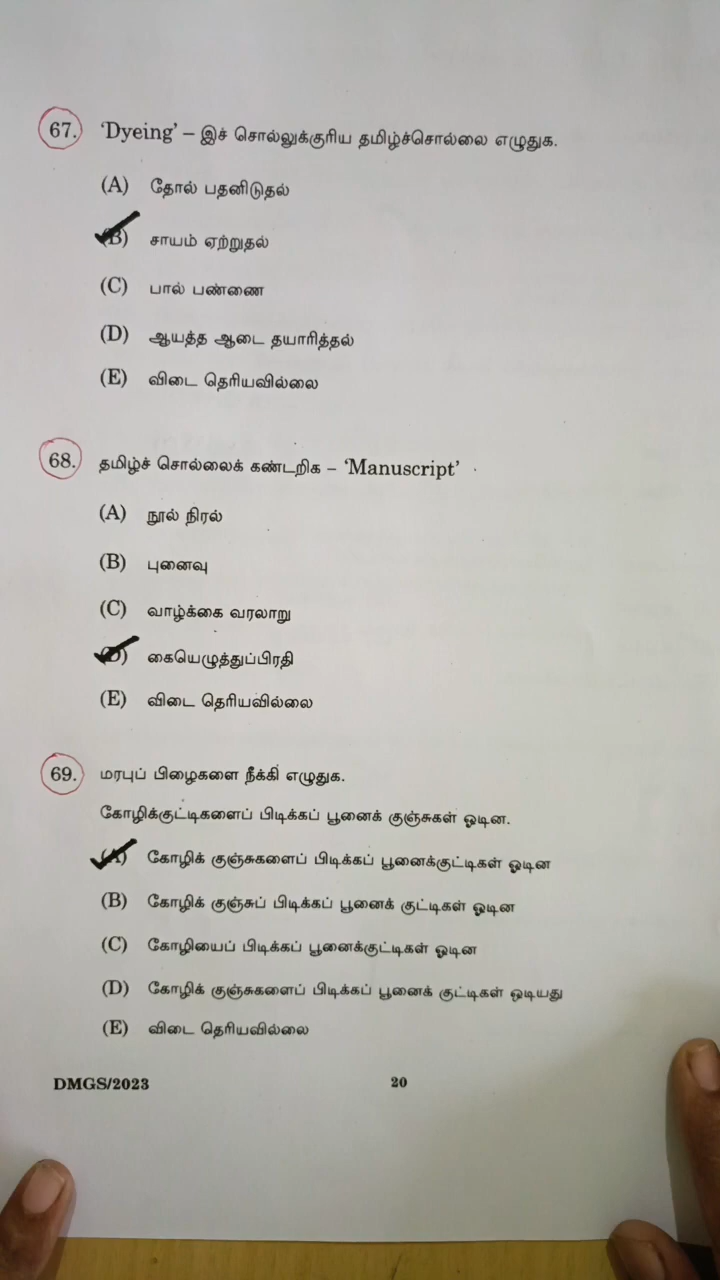 67. 'Dyeing' – இச் சொல்லுக்குரிய தமிழ்ச்சொல்லை எழுதுக.
(A) தோல் பதனிடுதல்
(B) சாயம் ஏற்றுதல்
(C) பால் பண்ணை
(D) ஆயத்த ஆடை தயாரித்தல்
(E) விடை தெரியவில்லை
68. தமிழ்ச் சொல்லைக் கண்டறிக – 'Manuscript'
(A) நூல் நிரல்
(B) புனைவு
(C) வாழ்க்கை வரலாறு
(D) கையெழுத்துப்பிரதி
(E) விடை தெரியவில்லை
69. மரபுப் பிழைகளை நீக்கி எழுதுக.
கோழிக்குட்டிகளைப் பிடிக்கப் பூனைக் குஞ்சுகள் ஓடின.
(A) கோழிக் குஞ்சுகளைப் பிடிக்கப் பூனைக்குட்டிகள் ஓடின
(B) கோழிக் குஞ்சுப் பிடிக்கப் பூனைக் குட்டிகள் ஓடின
(C) கோழியைப் பிடிக்கப் பூனைக்குட்டிகள் ஓடின
(D) கோழிக் குஞ்சுகளைப் பிடிக்கப் பூனைக் குட்டிகள் ஓடியது
(E) விடை தெரியவில்லை
DMGS/2023 20